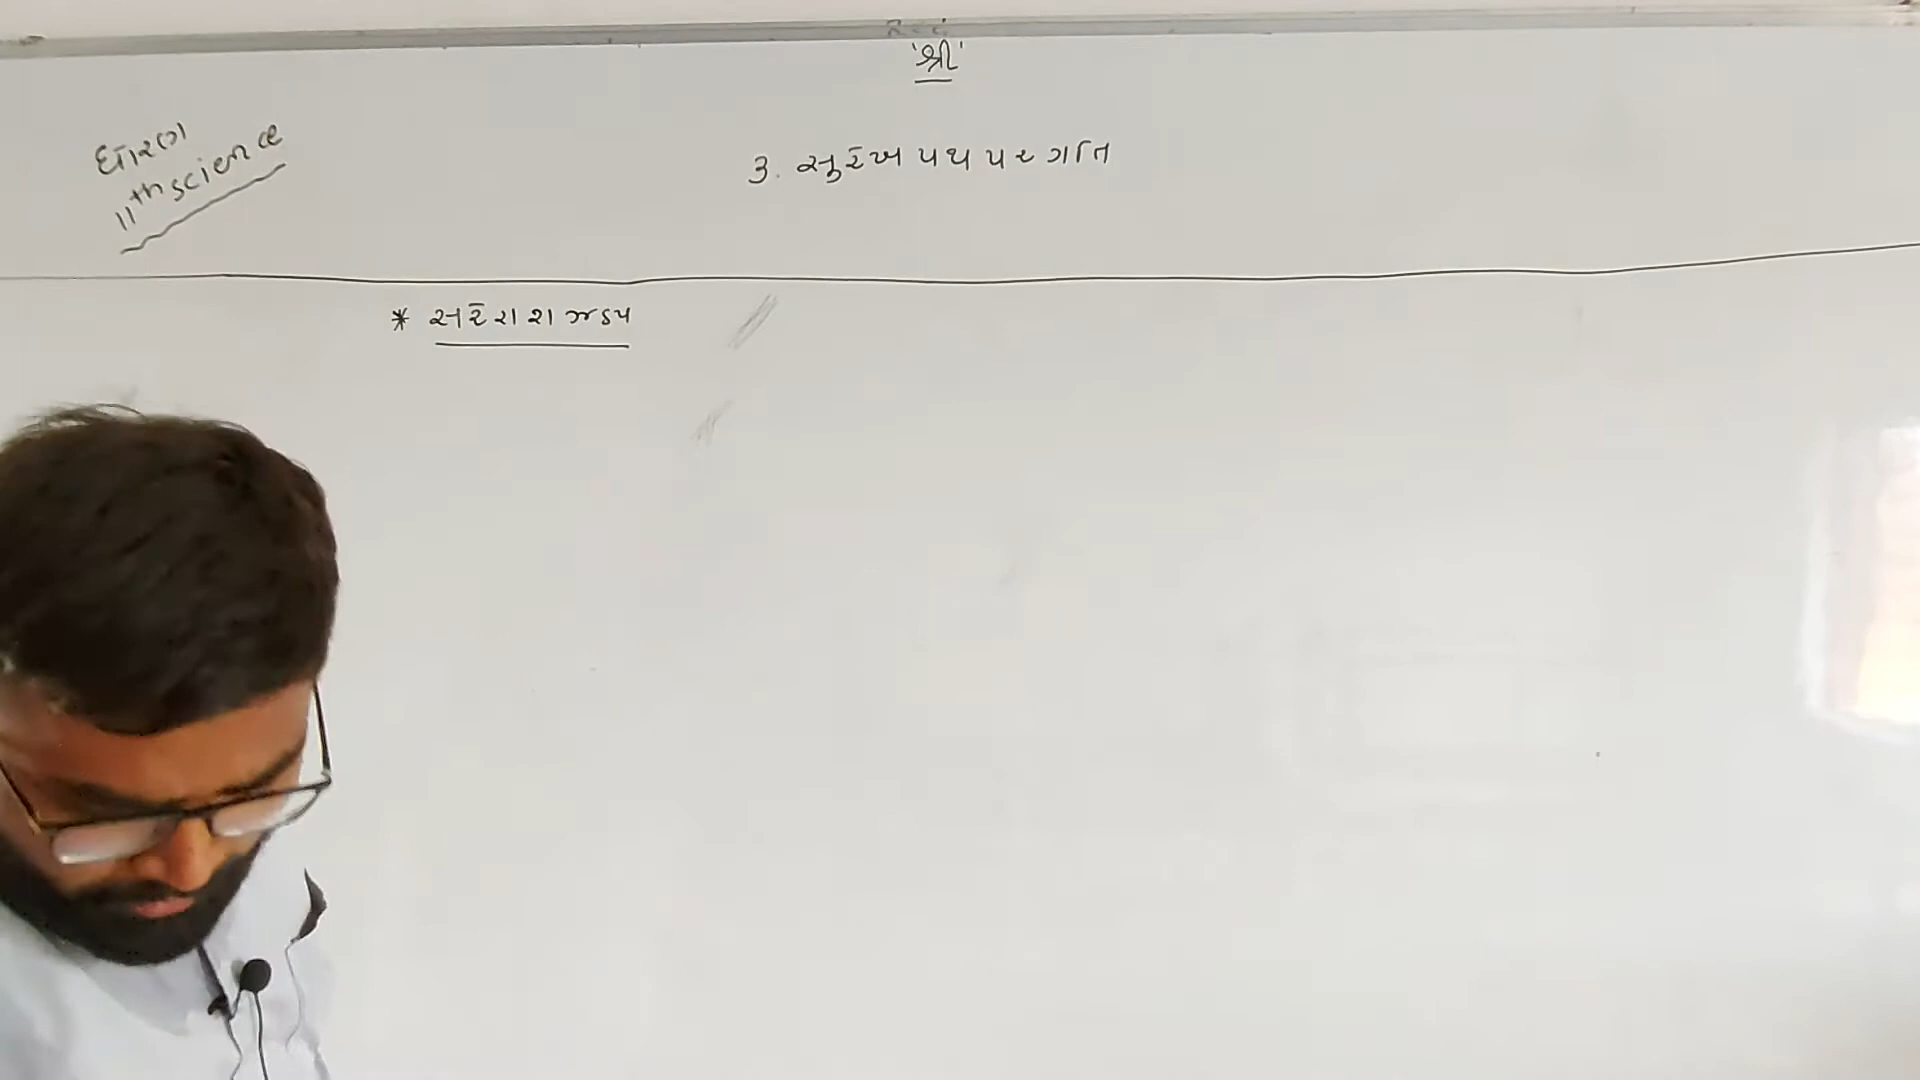 'શ્રી'
ધોરણ
11th science
3. સુરેખ પથ પર ગતિ
* સરેરાશ ઝડપ